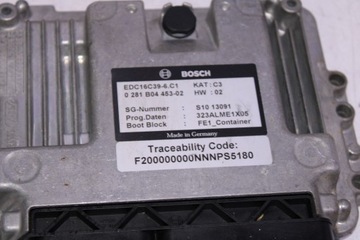 BOSCH
EDC16C39-6.C1 KAT: C3
0 281 B04 453-02 HW : 02
SG-Nummer : S10 13091
Prog.Daten : 323ALME1X05
Boot Block : FE1_Container
Made in Germany
Traceability Code:
F200000000NNNPS5180